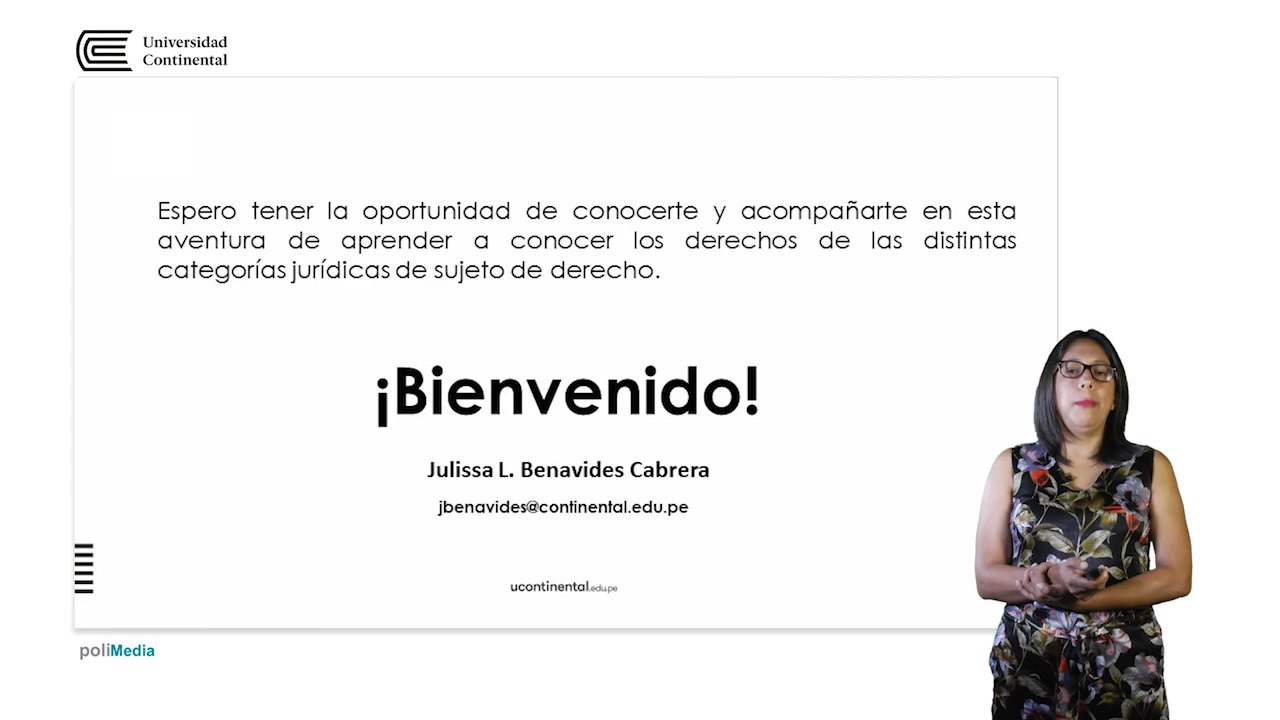 Universidad
Continental
Espero tener la oportunidad de conocerte y acompañarte en esta
aventura de aprender a conocer los derechos de las distintas
categorías jurídicas de sujeto de derecho.
¡Bienvenido!
Julissa L. Benavides Cabrera
jbenavides@continental.edu.pe
ucontinental.edu.pe
poliMedia